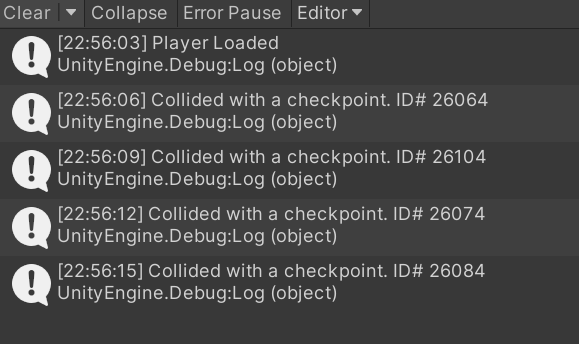 Clear Collapse Error Pause Editor
[22:56:03] Player Loaded
UnityEngine.Debug:Log (object)
[22:56:06] Collided with a checkpoint. ID# 26064
UnityEngine.Debug:Log (object)
[22:56:09] Collided with a checkpoint. ID# 26104
UnityEngine.Debug:Log (object)
[22:56:12] Collided with a checkpoint. ID# 26074
UnityEngine.Debug:Log (object)
[22:56:15] Collided with a checkpoint. ID# 26084
UnityEngine.Debug:Log (object)